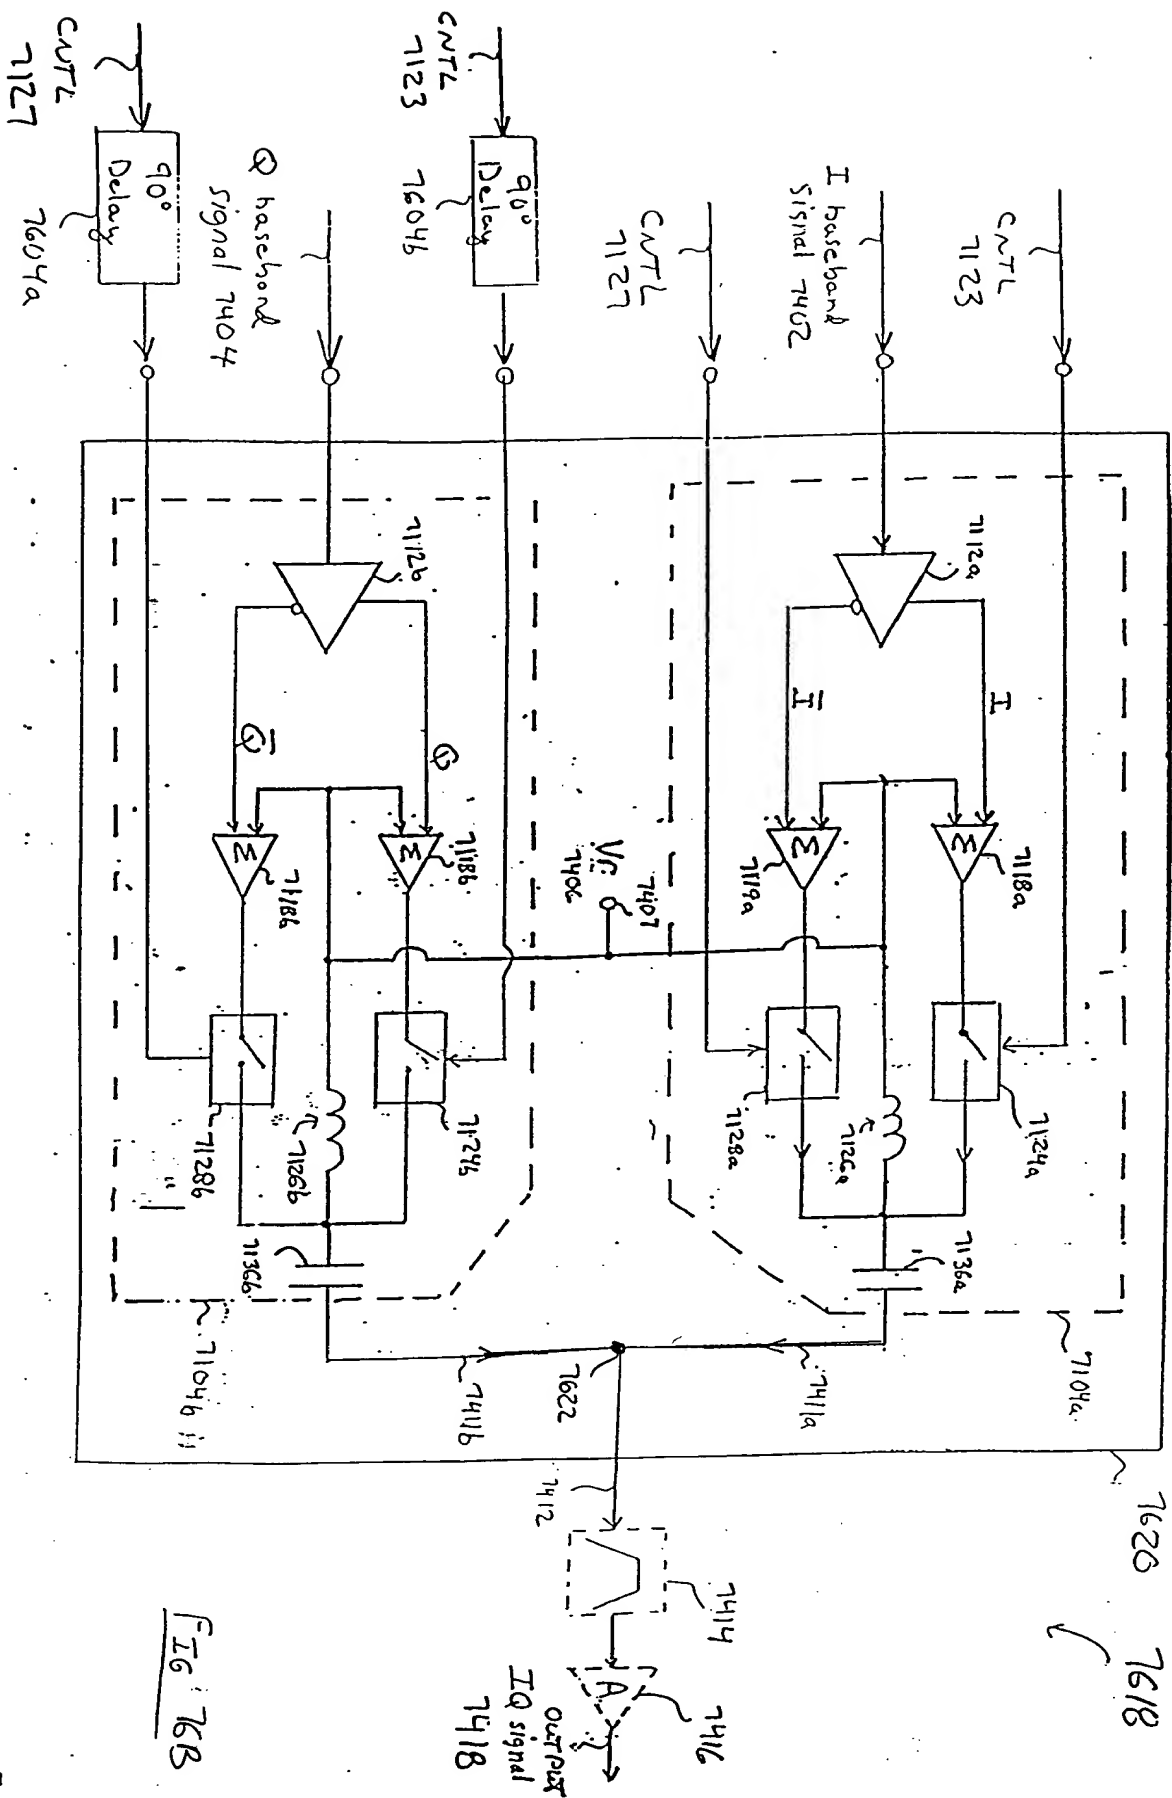 CNTL
7123
I baseband
signal 7402
CNTL
7127
CNTL
7123
90°
Delay
7604b
Q baseband
signal 7404
CNTL
7127
90°
Delay
7604a
7112a
I
I̅
7118a
Σ
7119a
Σ
7124a
7128a
7126a
7136a
7104a
7411a
Vr
7406
7407
7112b
Q
Q̅
7118b
Σ
7118b
Σ
7124b
7128b
7126b
7136b
7104b
7411b
7622
7412
7414
7416
A
OUTPUT
IQ signal
7418
7620
7618
FIG 76B